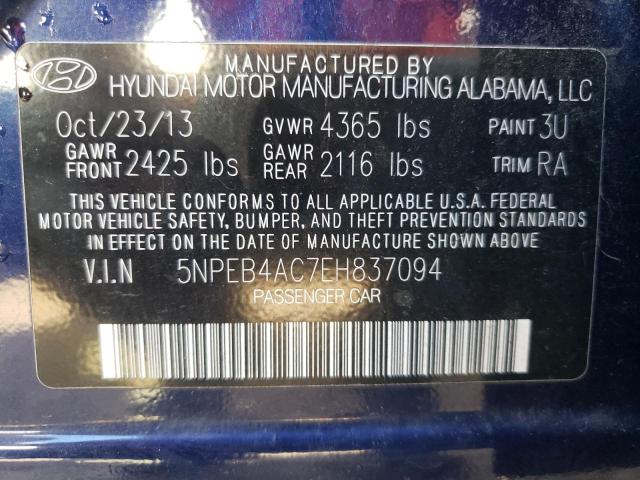 MANUFACTURED BY
HYUNDAI MOTOR MANUFACTURING ALABAMA, LLC
Oct/23/13 GVWR 4365 lbs PAINT 3U
GAWR FRONT 2425 lbs GAWR REAR 2116 lbs TRIM RA
THIS VEHICLE CONFORMS TO ALL APPLICABLE U.S.A. FEDERAL
MOTOR VEHICLE SAFETY, BUMPER, AND THEFT PREVENTION STANDARDS
IN EFFECT ON THE DATE OF MANUFACTURE SHOWN ABOVE.
V.I.N 5NPEB4AC7EH837094
PASSENGER CAR